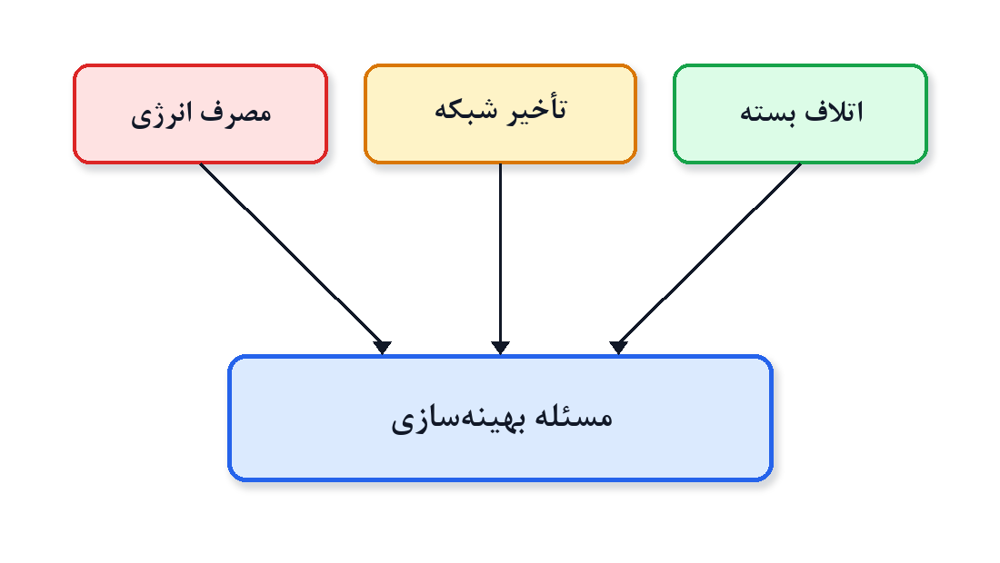 اتلاف بسته
تأخیر شبکه
مصرف انرژی
مسئله بهینه‌سازی